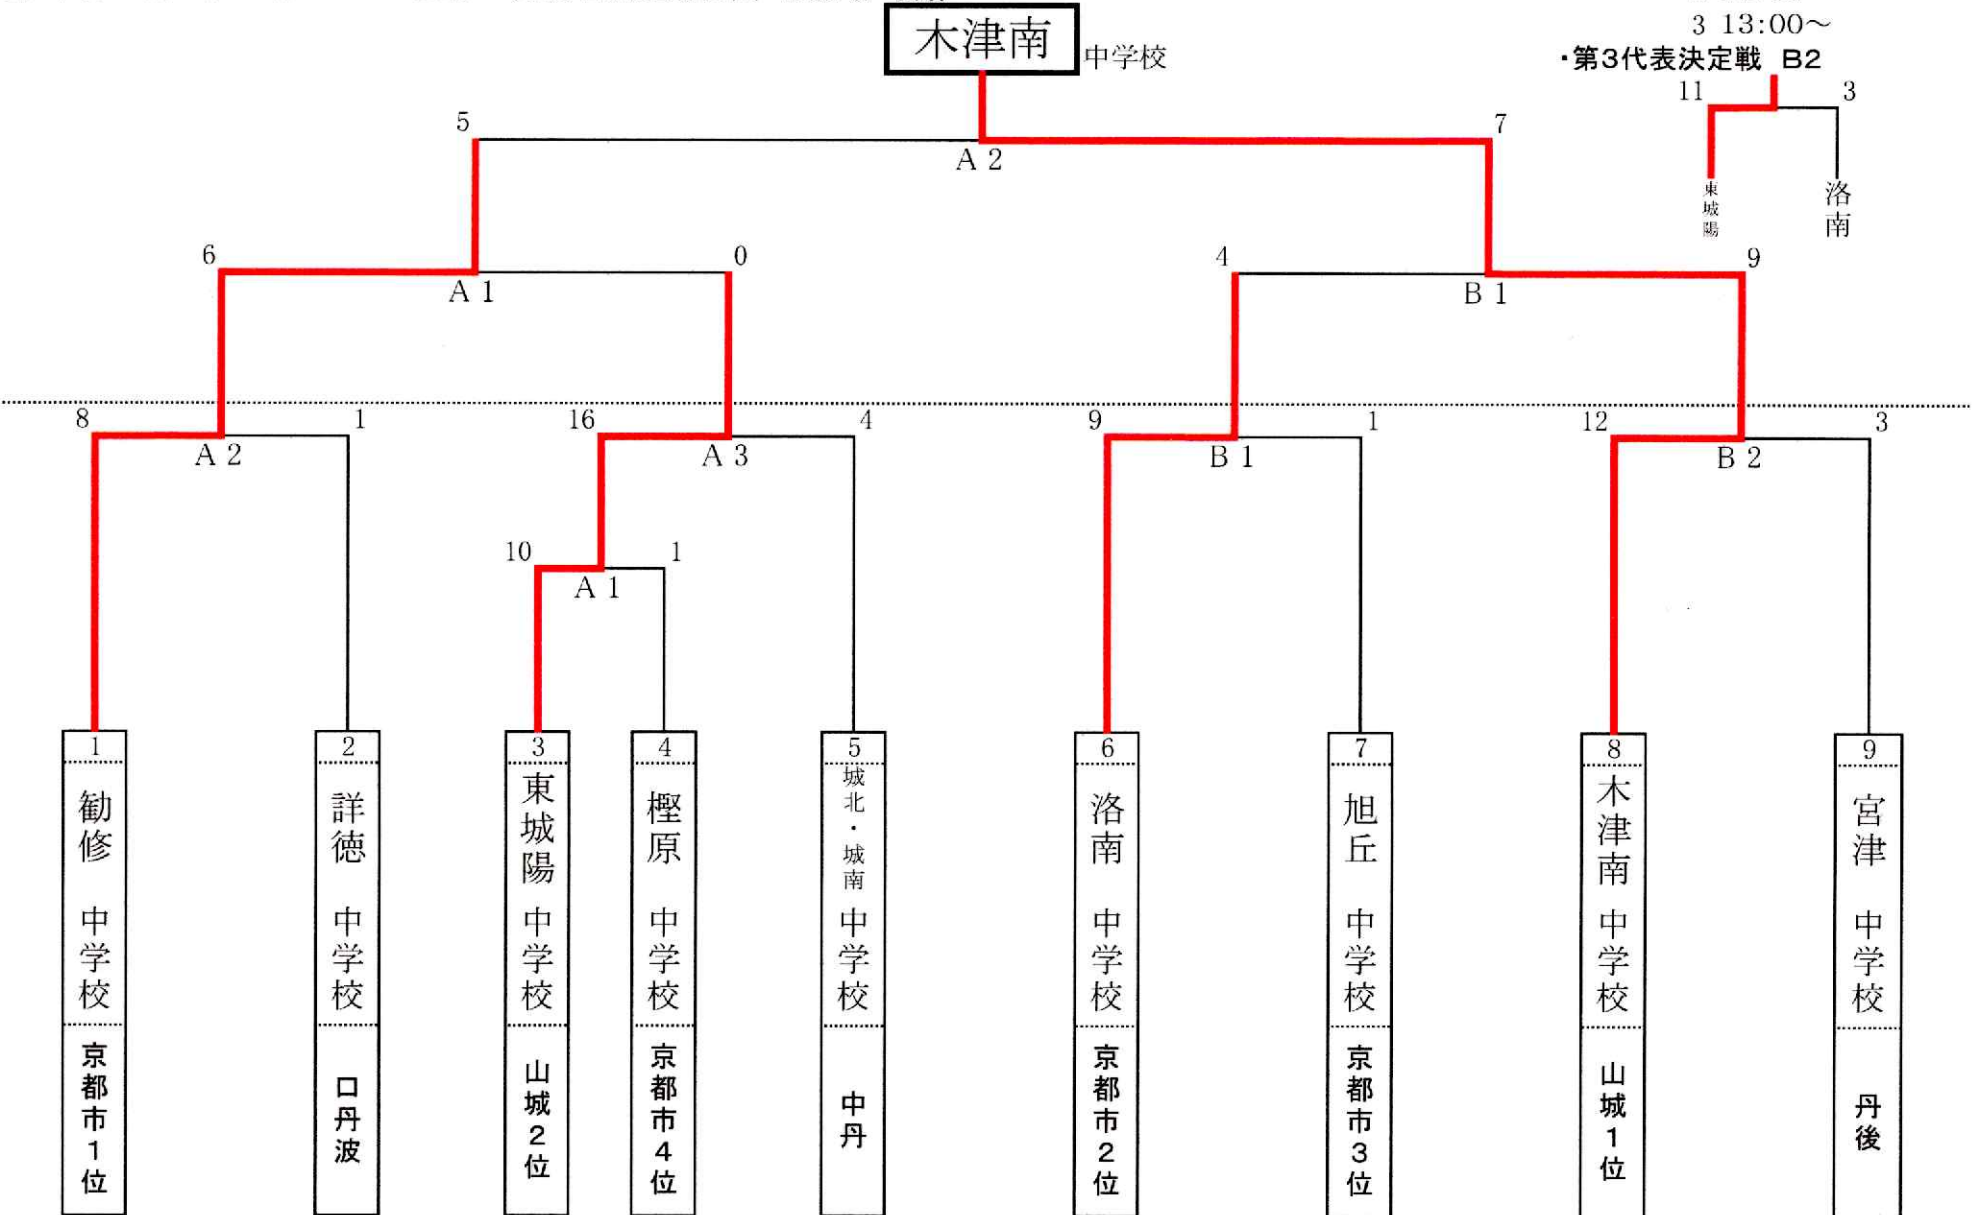 木津南
中学校
3 13:00～
・第3代表決定戦 B2
11
3
東城陽
洛南
5
7
A 2
6
0
4
9
A 1
B 1
8
1
16
4
9
1
12
3
A 2
A 3
B 1
B 2
10
1
A 1
1
勧修 中学校
京都市1位
2
詳徳 中学校
口丹波
3
東城陽 中学校
山城2位
4
樫原 中学校
京都市4位
5
城北・城南 中学校
中丹
6
洛南 中学校
京都市2位
7
旭丘 中学校
京都市3位
8
木津南 中学校
山城1位
9
宮津 中学校
丹後